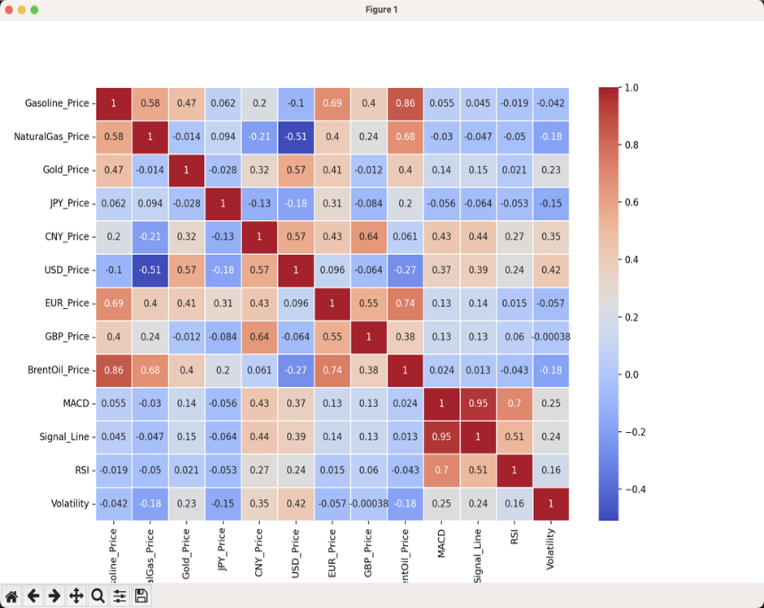 Figure 1
Gasoline_Price 1 0.58 0.47 0.062 0.2 -0.1 0.69 0.4 0.86 0.055 0.045 -0.019 -0.042
NaturalGas_Price 0.58 1 -0.014 0.094 -0.21 -0.51 0.4 0.24 0.68 -0.03 -0.047 -0.05 -0.18
Gold_Price 0.47 -0.014 1 -0.028 0.32 0.57 0.41 -0.012 0.4 0.14 0.15 0.021 0.23
JPY_Price 0.062 0.094 -0.028 1 -0.13 -0.18 0.31 -0.084 0.2 -0.056 -0.064 -0.053 -0.15
CNY_Price 0.2 -0.21 0.32 -0.13 1 0.57 0.43 0.64 0.061 0.43 0.44 0.27 0.35
USD_Price -0.1 -0.51 0.57 -0.18 0.57 1 0.096 -0.064 -0.27 0.37 0.39 0.24 0.42
EUR_Price 0.69 0.4 0.41 0.31 0.43 0.096 1 0.55 0.74 0.13 0.14 0.015 -0.057
GBP_Price 0.4 0.24 -0.012 -0.084 0.64 -0.064 0.55 1 0.38 0.13 0.13 0.06 -0.00038
BrentOil_Price 0.86 0.68 0.4 0.2 0.061 -0.27 0.74 0.38 1 0.024 0.013 -0.043 -0.18
MACD 0.055 -0.03 0.14 -0.056 0.43 0.37 0.13 0.13 0.024 1 0.95 0.7 0.25
Signal_Line 0.045 -0.047 0.15 -0.064 0.44 0.39 0.14 0.13 0.013 0.95 1 0.51 0.24
RSI -0.019 -0.05 0.021 -0.053 0.27 0.24 0.015 0.06 -0.043 0.7 0.51 1 0.16
Volatility -0.042 -0.18 0.23 -0.15 0.35 0.42 -0.057 -0.00038 -0.18 0.25 0.24 0.16 1
oline_Price
alGas_Price
Gold_Price
JPY_Price
CNY_Price
USD_Price
EUR_Price
GBP_Price
ntOil_Price
MACD
Signal_Line
RSI
Volatility
1.0
0.8
0.6
0.4
0.2
0.0
−0.2
−0.4